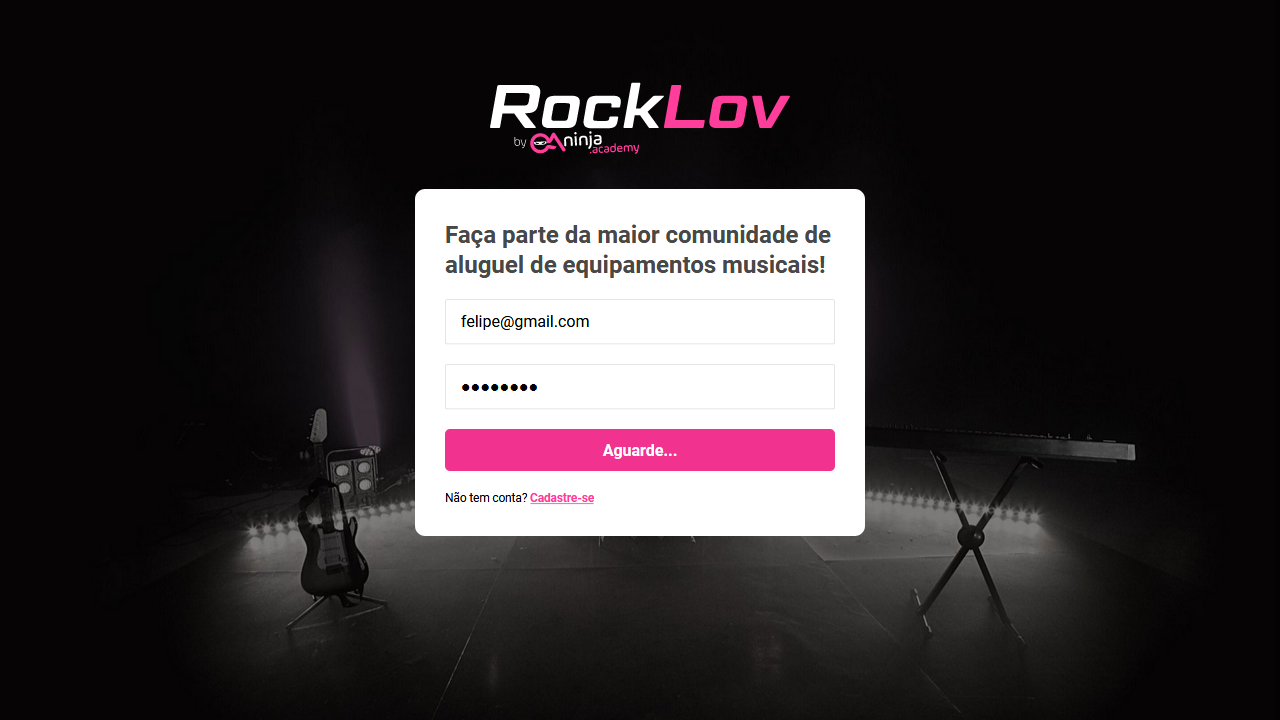 RockLov
by QA ninja
.academy
Faça parte da maior comunidade de
aluguel de equipamentos musicais!
felipe@gmail.com
••••••••
Aguarde...
Não tem conta? Cadastre-se